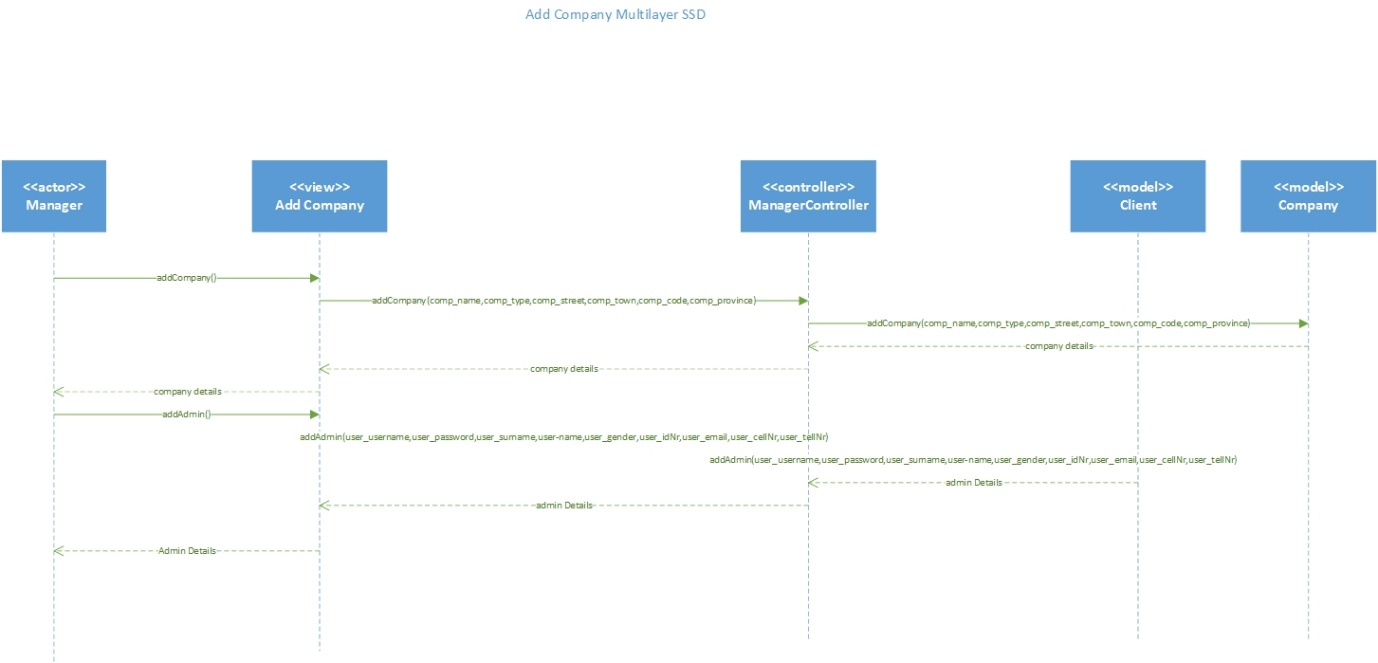 Add Company Multilayer SSD
<<actor>>
Manager
<<view>>
Add Company
<<controller>>
ManagerController
<<model>>
Client
<<model>>
Company
addCompany()
addCompany(comp_name,comp_type,comp_street,comp_town,comp_code,comp_province)
addCompany(comp_name,comp_type,comp_street,comp_town,comp_code,comp_province)
company details
company details
company details
addAdmin()
addAdmin(user_username,user_password,user_surname,user-name,user_gender,user_idNr,user_email,user_cellNr,user_tellNr)
addAdmin(user_username,user_password,user_surname,user-name,user_gender,user_idNr,user_email,user_cellNr,user_tellNr)
admin Details
admin Details
Admin Details